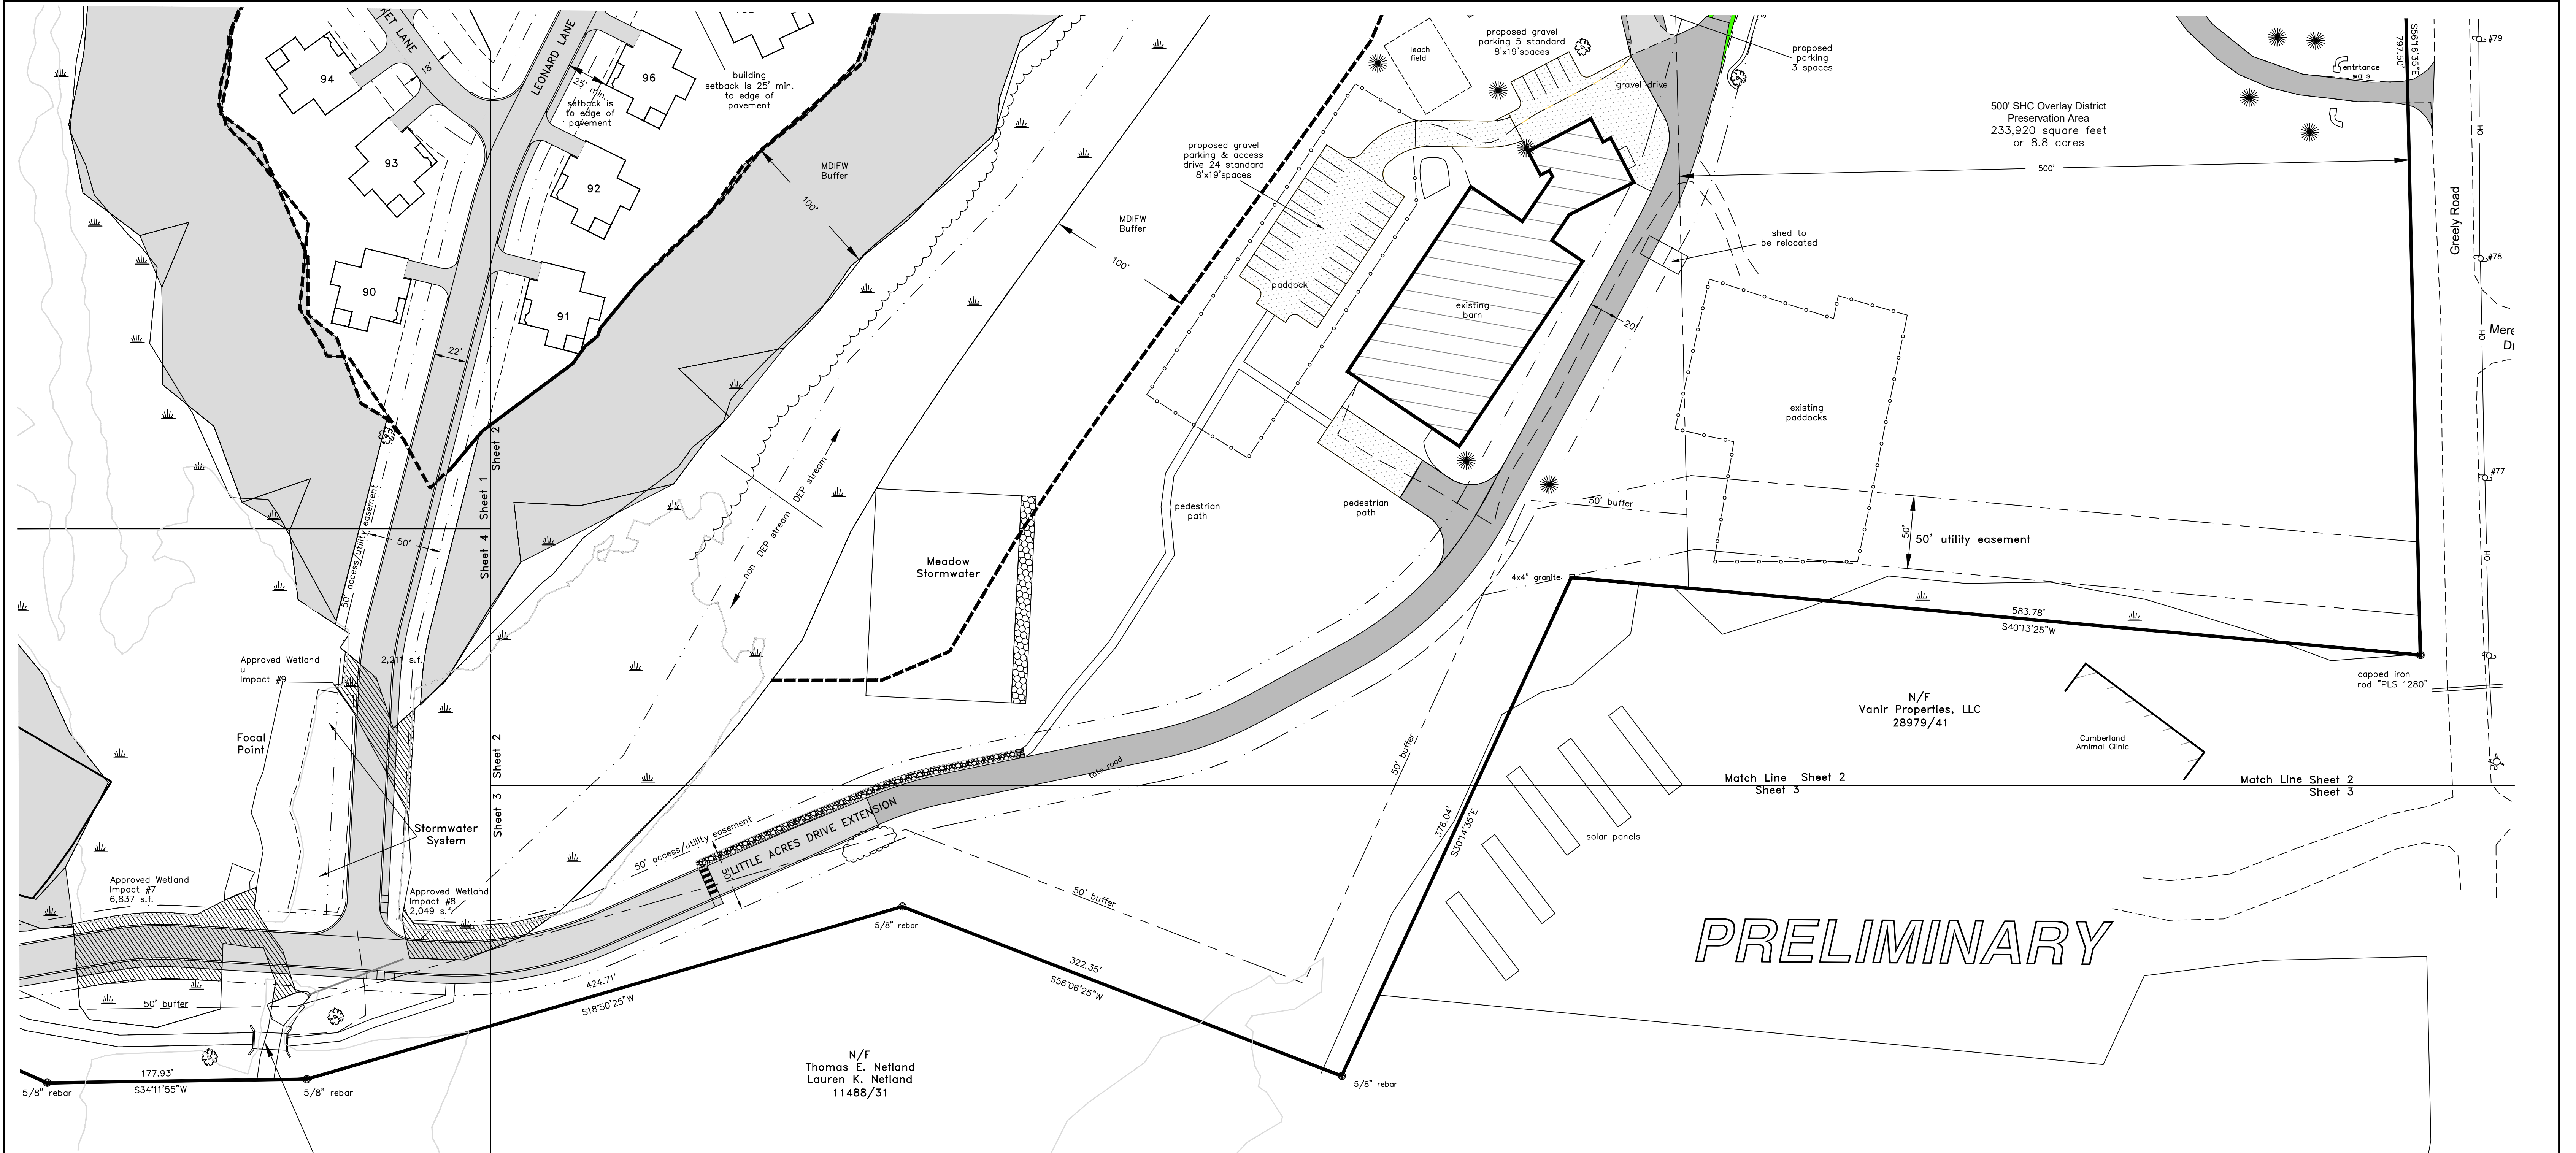 RET LANE
LEONARD LANE
94
18'
96
25' min.
setback is
to edge of
pavement
building
setback is 25' min.
to edge of
pavement
93
92
90
91
22'
MDIFW
Buffer
100'
MDIFW
Buffer
100'
leach
field
proposed gravel
parking 5 standard
8'x19'spaces
proposed
parking
3 spaces
gravel drive
proposed gravel
parking & access
drive 24 standard
8'x19'spaces
paddock
existing
barn
20'
shed to
be relocated
existing
paddocks
500' SHC Overlay District
Preservation Area
233,920 square feet
or 8.8 acres
500'
entrtance
walls
S56°16'35"E
797.50'
#79
OH
Greely Road
#78
OH
Mere
Dr
#77
OH
Sheet 2
Sheet 1
Sheet 4
50' access/utility easement
50'
non DEP stream
DEP stream
Meadow
Stormwater
pedestrian
path
pedestrian
path
50' buffer
50'
50' utility easement
4x4" granite
583.78'
S40°13'25"W
capped iron
rod "PLS 1280"
Approved Wetland
u
Impact #9
2,211 s.f.
Focal
Point
Stormwater
System
Sheet 2
Sheet 3
tote road
50' buffer
N/F
Vanir Properties, LLC
28979/41
Cumberland
Amimal Clinic
Match Line Sheet 2
Sheet 3
Match Line Sheet 2
Sheet 3
376.04'
S30°14'35"E
solar panels
50' access/utility easement
LITTLE ACRES DRIVE EXTENSION
50'
Approved Wetland
Impact #7
6,837 s.f.
Approved Wetland
Impact #8
2,049 s.f.
50' buffer
50' buffer
5/8" rebar
424.71'
S18°50'25"W
322.35'
S56°06'25"W
PRELIMINARY
177.93'
S34°11'55"W
5/8" rebar
5/8" rebar
N/F
Thomas E. Netland
Lauren K. Netland
11488/31
5/8" rebar